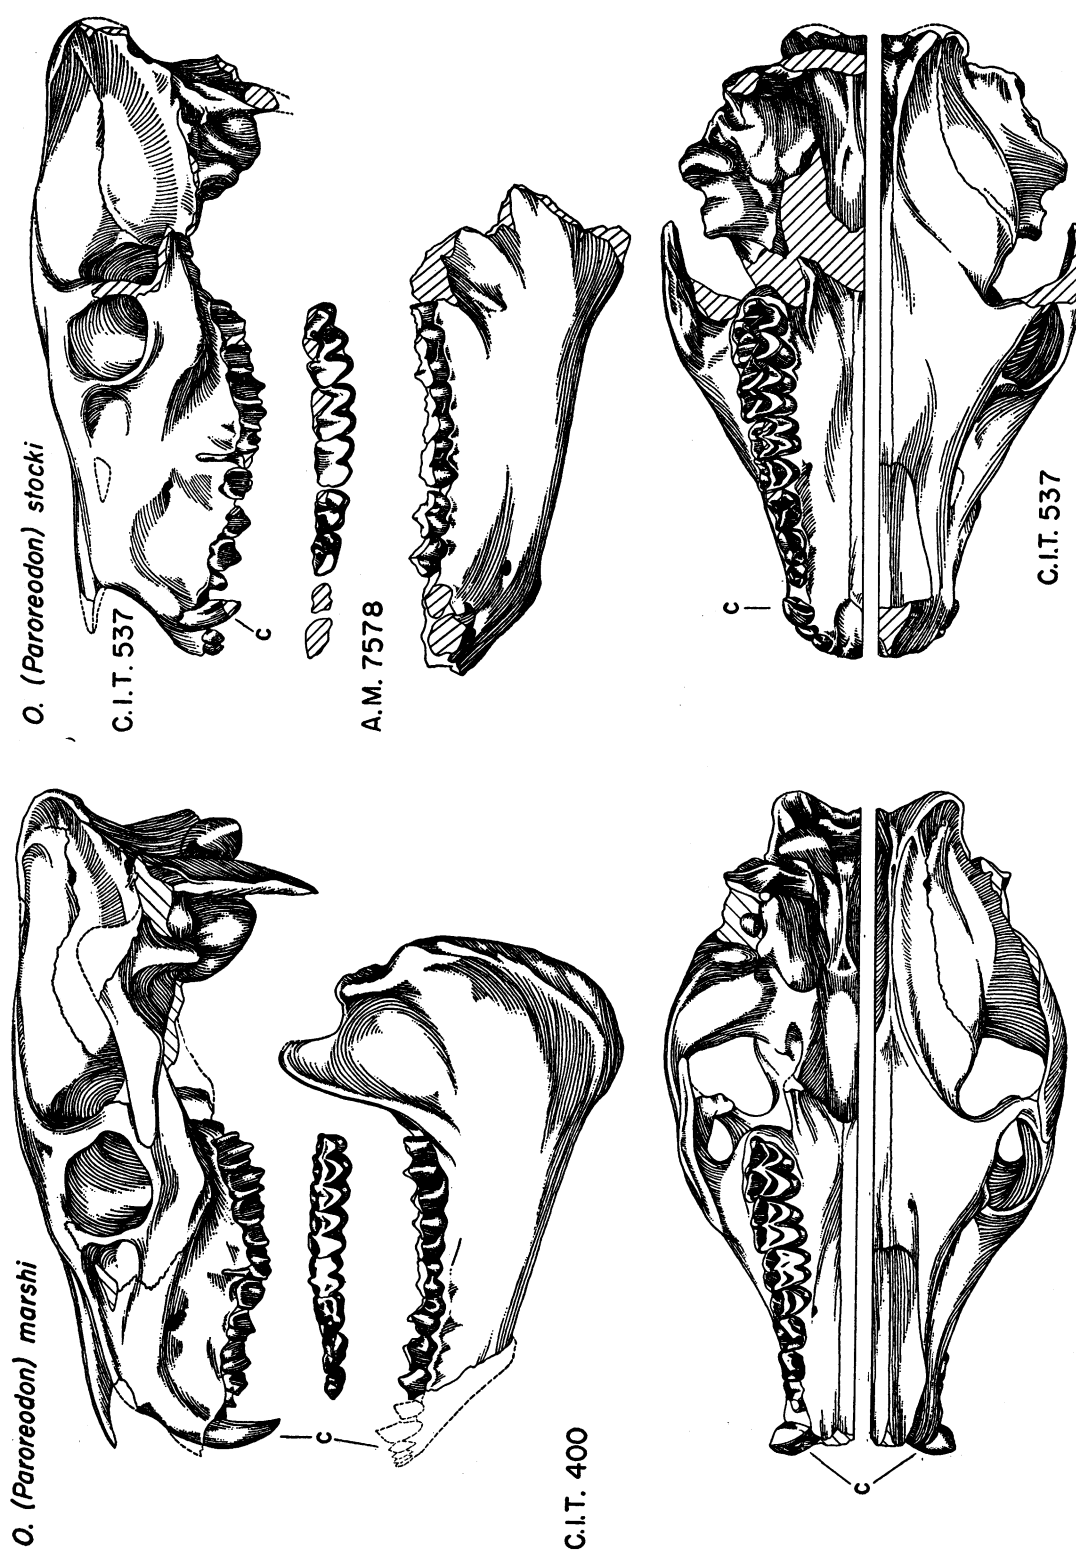 O. (Paroreodon) stocki
C.I.T. 537
C
A.M. 7578
C
C.I.T. 537
O. (Paroreodon) marshi
C
C.I.T. 400
C